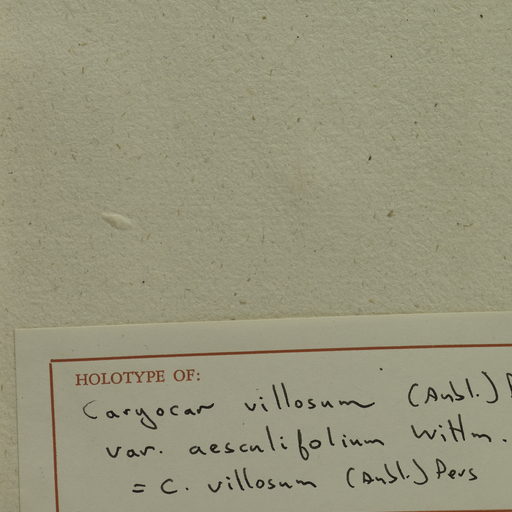 HOLOTYPE OF:
Caryocar villosum (Aubl.)
var. aesculifolium Wittm.
= C. villosum (Aubl.) Pers